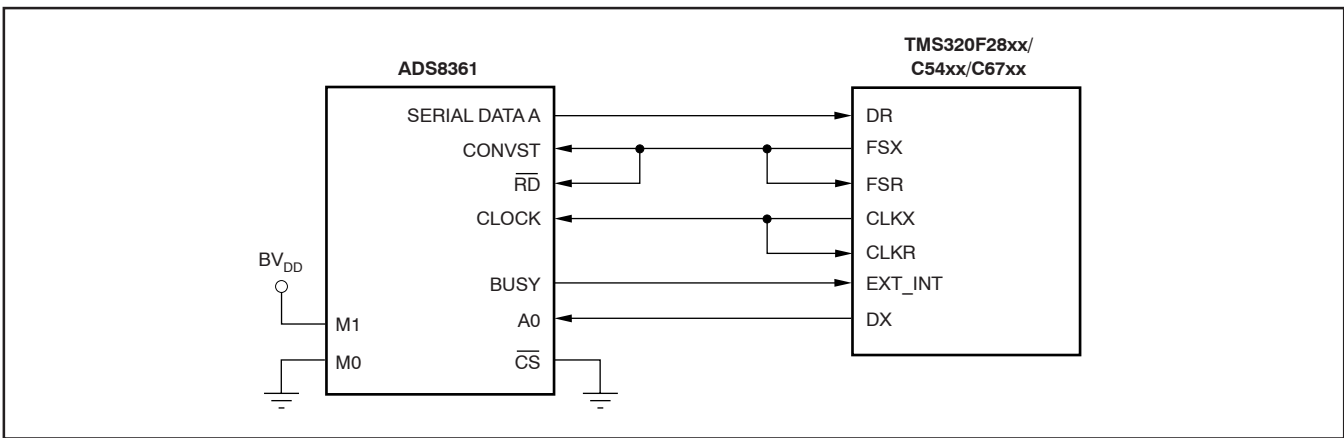 ADS8361
TMS320F28xx/
C54xx/C67xx
SERIAL DATA A
CONVST
RD
CLOCK
BUSY
A0
CS
BVDD
M1
M0
DR
FSX
FSR
CLKX
CLKR
EXT_INT
DX